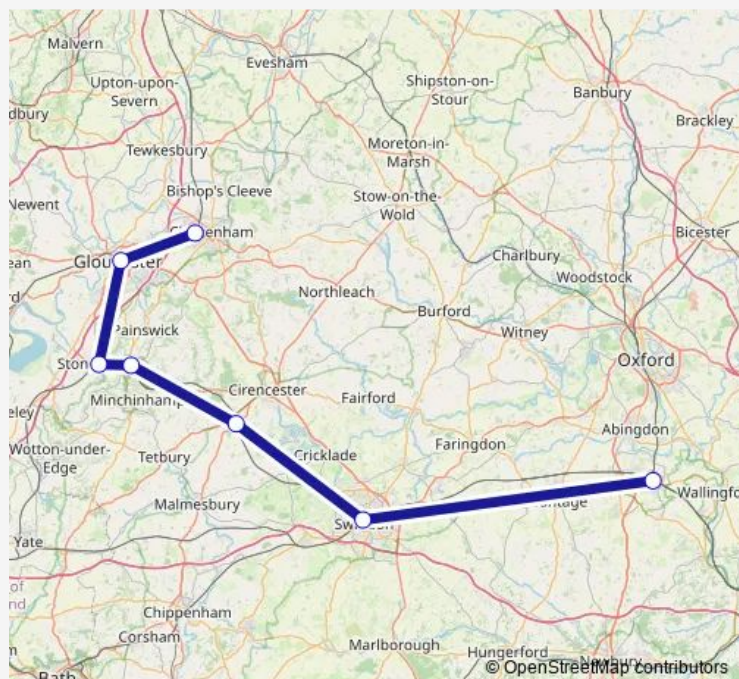 Malvern
Evesham
Upton-upon-
Severn
Shipston-on-
Stour
Banbury
dbury
Brackley
Tewkesbury
Moreton-in-
Marsh
Bishop's Cleeve
Newent
Stow-on-the-
Wold
Bicester
Charlbury
Woodstock
Northleach
Painswick
Burford
Witney
Oxford
Cirencester
Fairford
Abingdon
Faringdon
Cricklade
Wotton-under-
Edge
Tetbury
Malmesbury
Yate
Chippenham
Corsham
Marlborough
Hungerford
Bath
© OpenStreetMap contributors